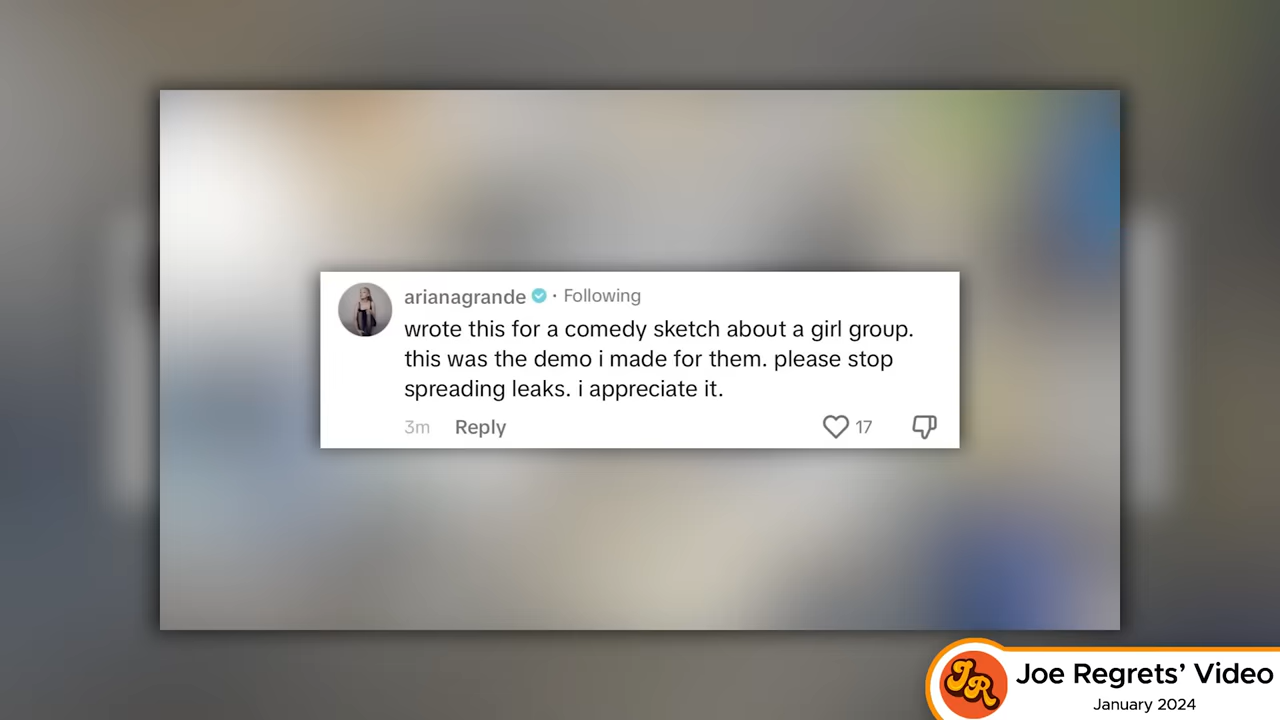 arianagrande · Following
wrote this for a comedy sketch about a girl group.
this was the demo i made for them. please stop
spreading leaks. i appreciate it.
3m Reply 17
JR Joe Regrets’ Video
January 2024